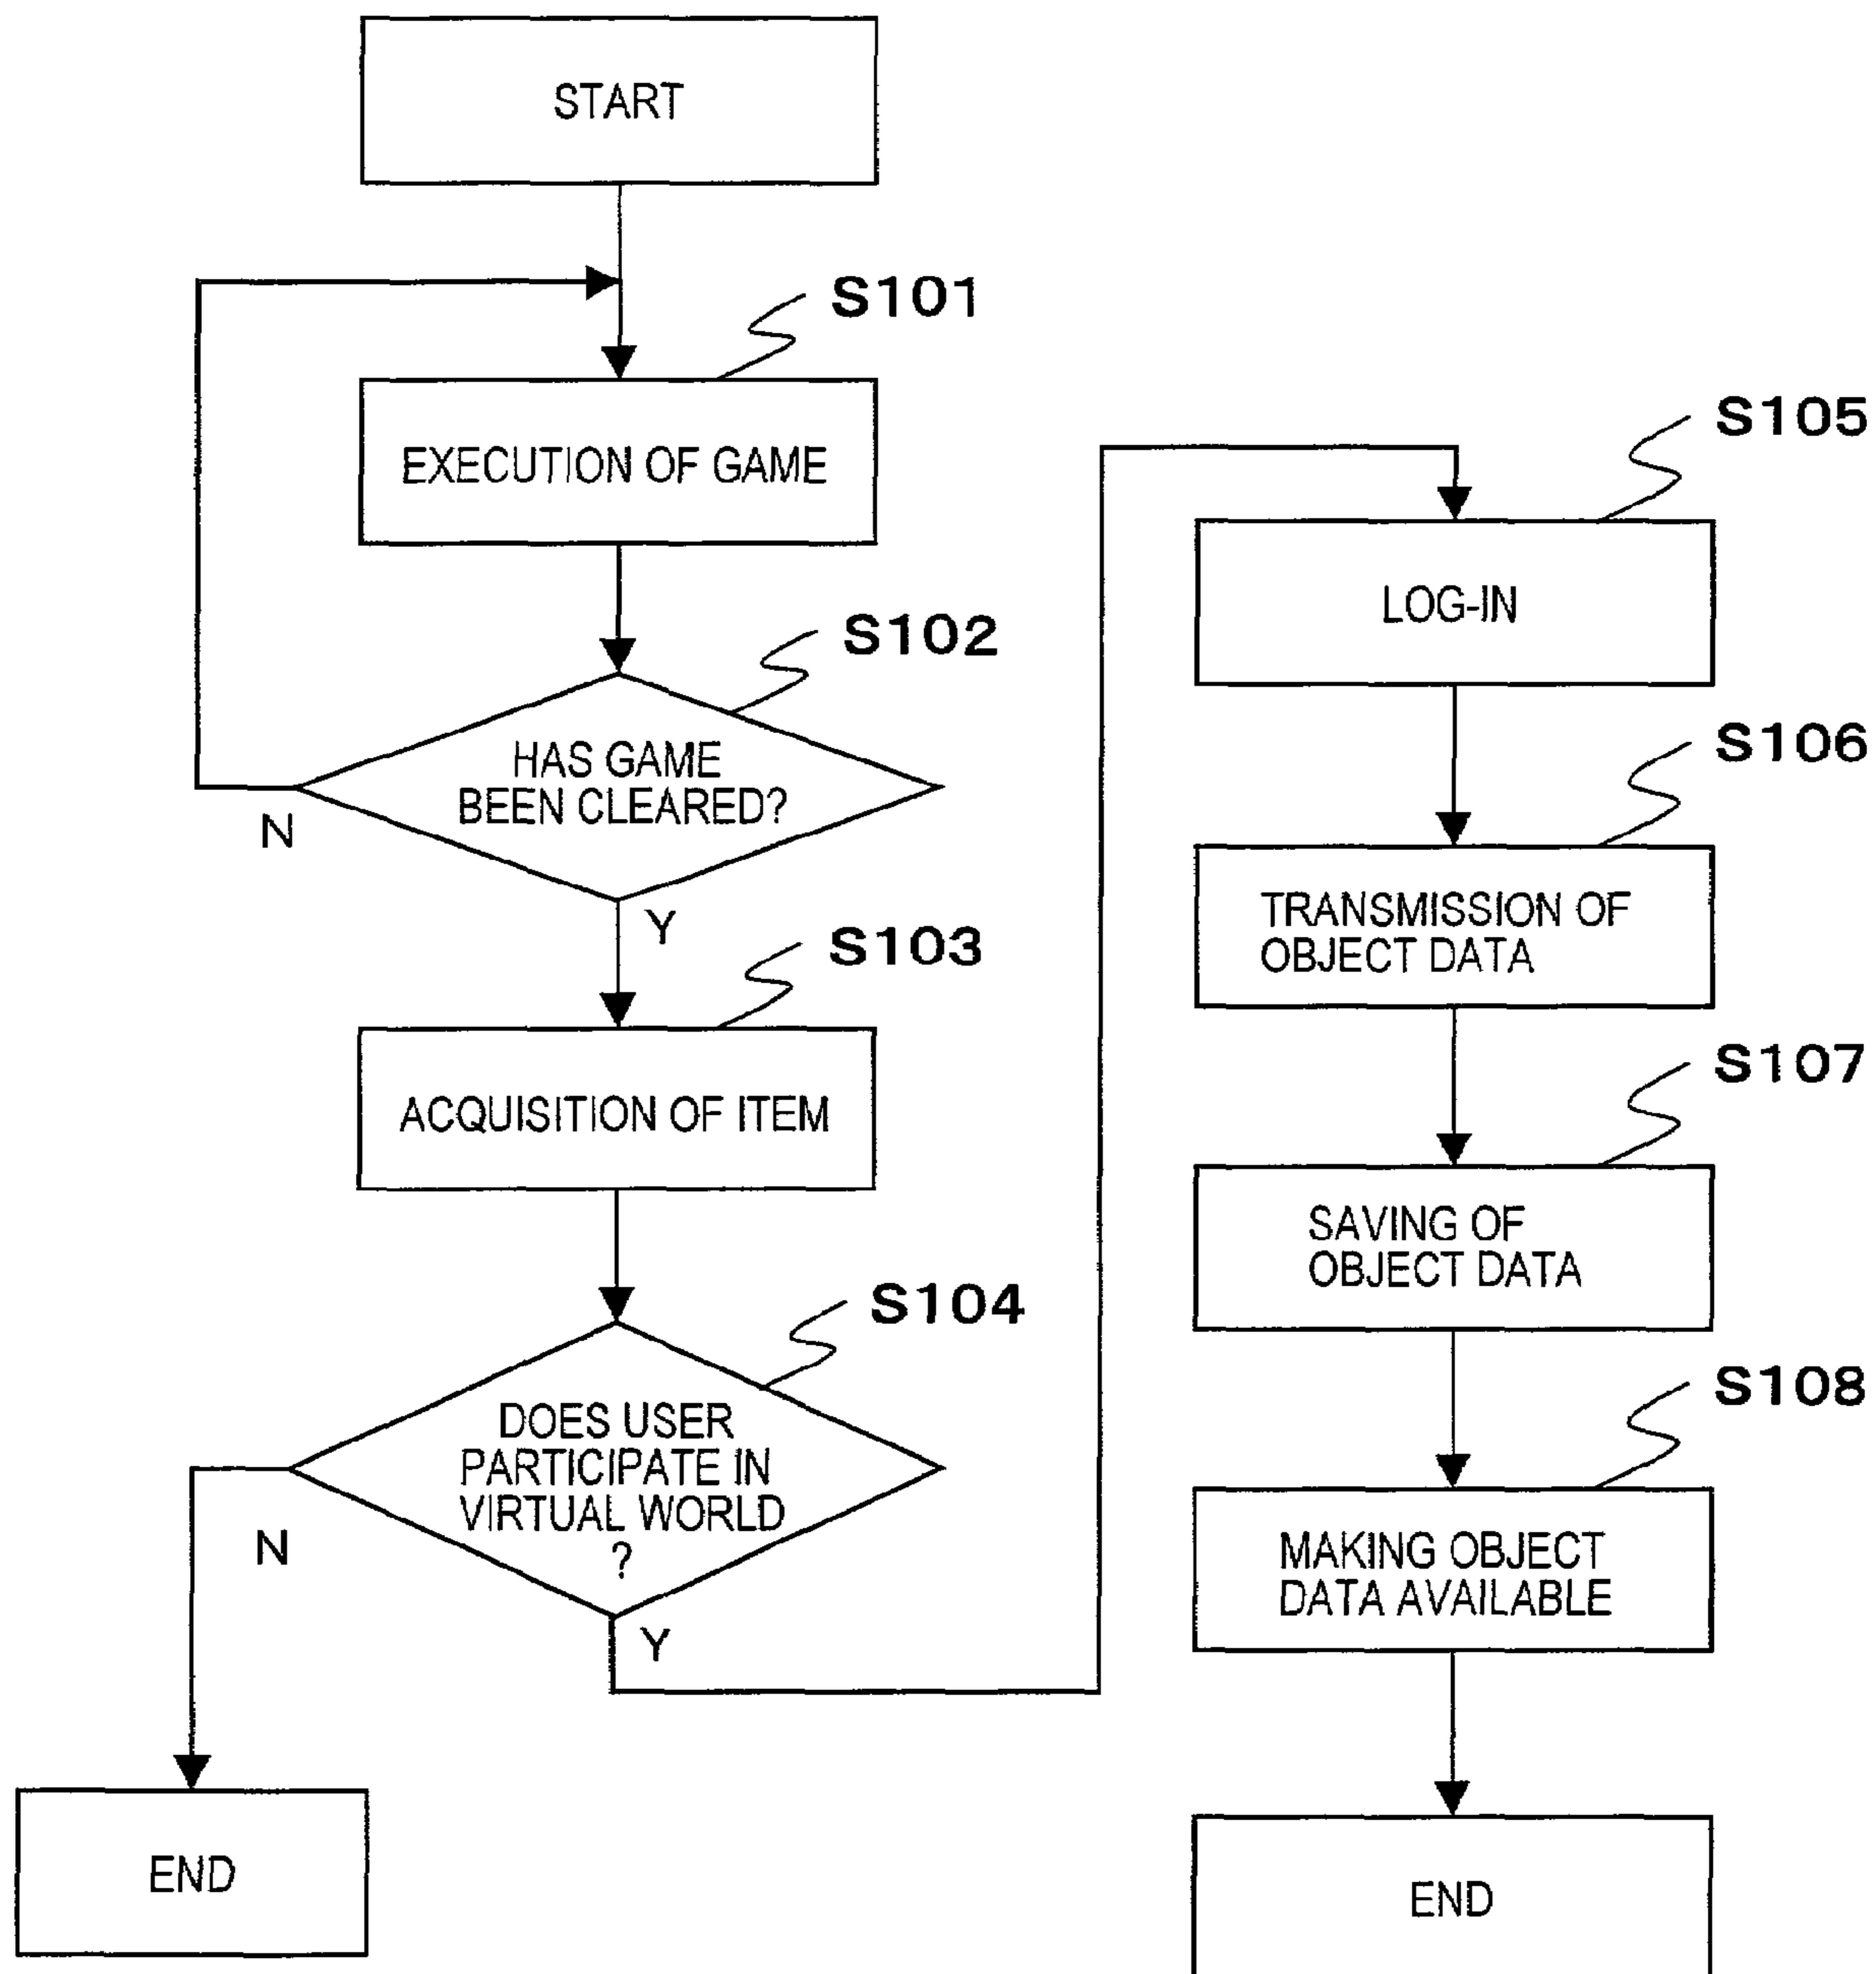 START
S101
EXECUTION OF GAME
S102
HAS GAME
BEEN CLEARED?
N
Y
S103
ACQUISITION OF ITEM
S104
DOES USER
PARTICIPATE IN
VIRTUAL WORLD
?
N
Y
END
S105
LOG-IN
S106
TRANSMISSION OF
OBJECT DATA
S107
SAVING OF
OBJECT DATA
S108
MAKING OBJECT
DATA AVAILABLE
END